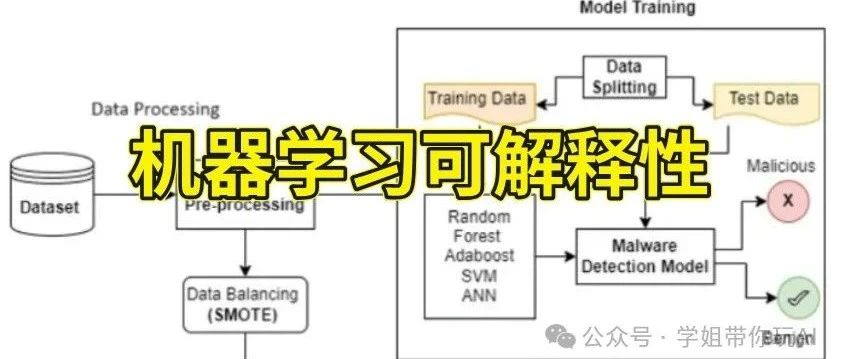 Model Training
Data Processing
Dataset
Pre-processing
Data Balancing
(SMOTE)
Data
Splitting
Training Data
Test Data
机器学习可解释性
Random
Forest
Adaboost
SVM
ANN
Malware
Detection Model
Malicious
X
Benign
公众号 · 学姐带你玩AI